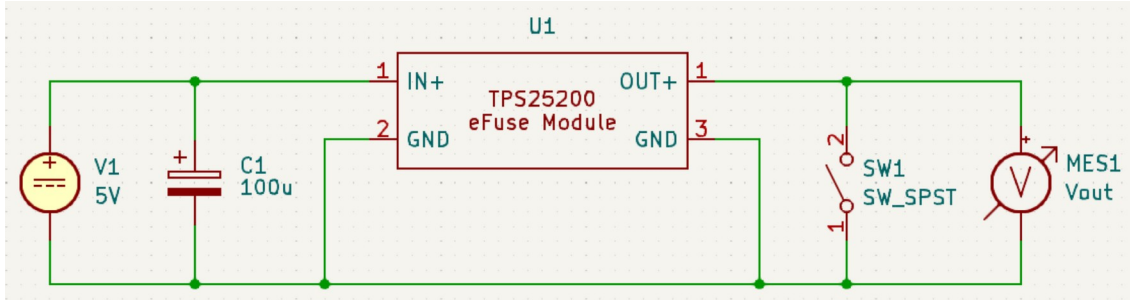 U1
1 IN+ OUT+ 1
TPS25200
eFuse Module
2 GND GND 3
+
V1
5V
+
C1
100u
2
SW1
SW_SPST
1
+
V
MES1
Vout